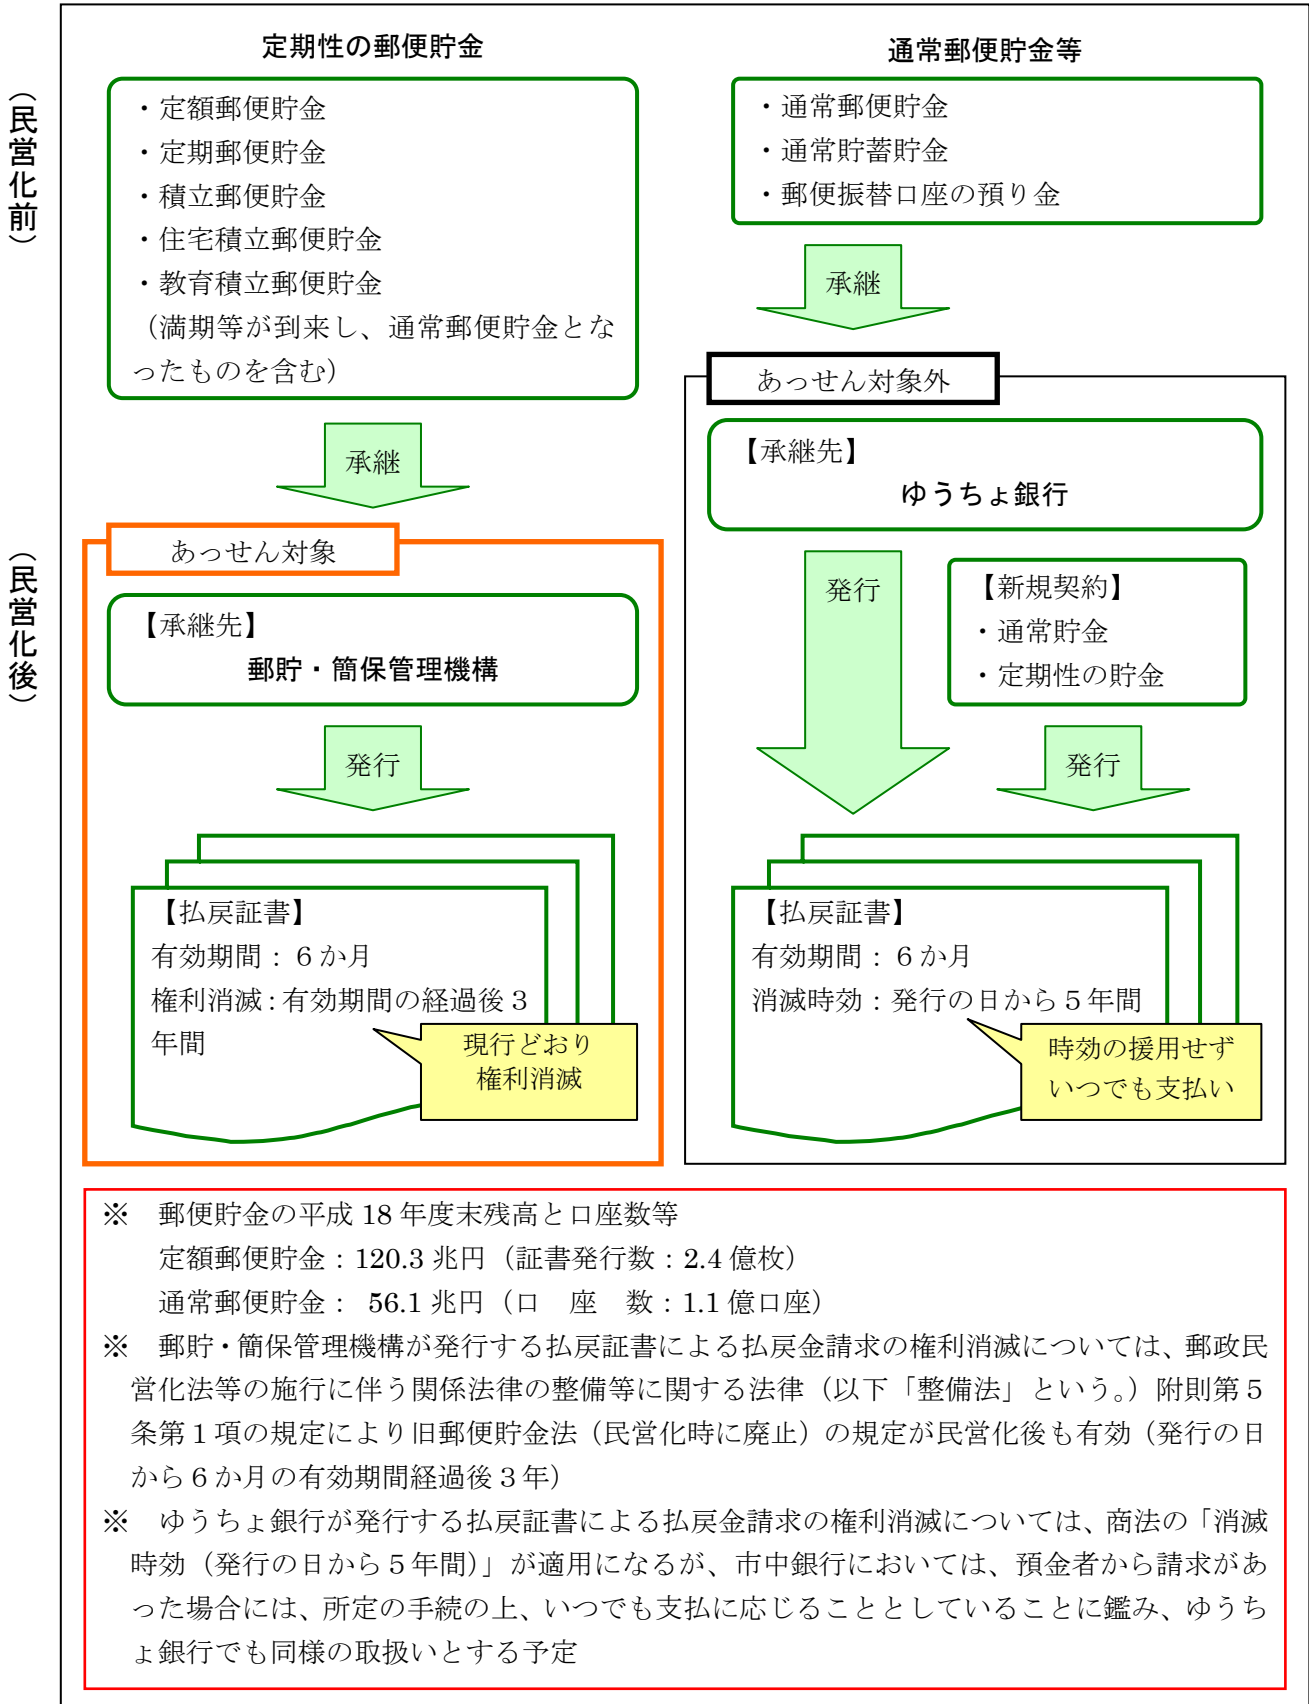 （民営化前）
定期性の郵便貯金
・定額郵便貯金
・定期郵便貯金
・積立郵便貯金
・住宅積立郵便貯金
・教育積立郵便貯金
（満期等が到来し、通常郵便貯金とな
ったものを含む）
承継
通常郵便貯金等
・通常郵便貯金
・通常貯蓄貯金
・郵便振替口座の預り金
承継
（民営化後）
あっせん対象
【承継先】
郵貯・簡保管理機構
発行
【払戻証書】
有効期間：６か月
権利消滅：有効期間の経過後３
年間
現行どおり
権利消滅
あっせん対象外
【承継先】
ゆうちょ銀行
発行
【新規契約】
・通常貯金
・定期性の貯金
発行
【払戻証書】
有効期間：６か月
消滅時効：発行の日から５年間
時効の援用せず
いつでも支払い
※　郵便貯金の平成 18 年度末残高と口座数等
定額郵便貯金：120.3 兆円（証書発行数：2.4 億枚）
通常郵便貯金： 56.1 兆円（口　座　数：1.1 億口座）
※　郵貯・簡保管理機構が発行する払戻証書による払戻金請求の権利消滅については、郵政民
営化法等の施行に伴う関係法律の整備等に関する法律（以下「整備法」という。）附則第５
条第１項の規定により旧郵便貯金法（民営化時に廃止）の規定が民営化後も有効（発行の日
から６か月の有効期間経過後３年）
※　ゆうちょ銀行が発行する払戻証書による払戻金請求の権利消滅については、商法の「消滅
時効（発行の日から５年間）」が適用になるが、市中銀行においては、預金者から請求があ
った場合には、所定の手続の上、いつでも支払に応じることとしていることに鑑み、ゆうち
ょ銀行でも同様の取扱いとする予定